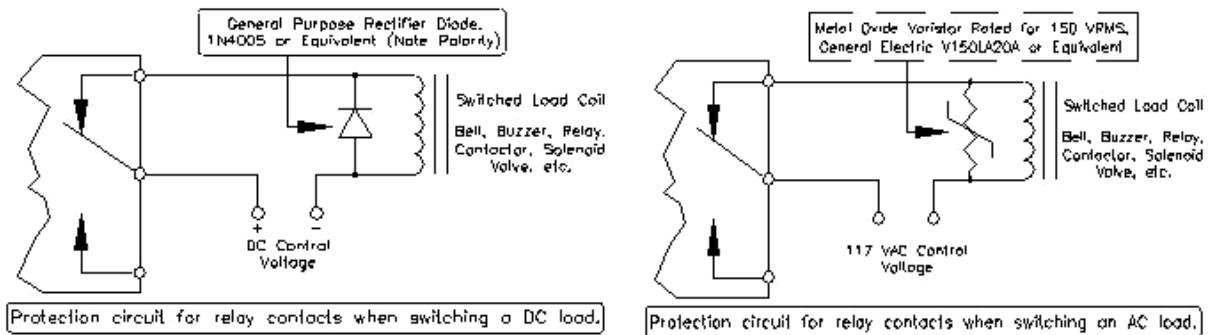 General Purpose Rectifier Diode.
1N4005 or Equivalent (Note Polarity)
Switched Load Coil
Bell, Buzzer, Relay,
Contactor, Solenoid
Valve, etc.
+ -
DC Control
Voltage
Protection circuit for relay contacts when switching a DC load.
Metal Oxide Varistor Rated for 150 VRMS,
General Electric V150LA20A or Equivalent
Switched Load Coil
Bell, Buzzer, Relay,
Contactor, Solenoid
Valve, etc.
117 VAC Control
Voltage
Protection circuit for relay contacts when switching an AC load.